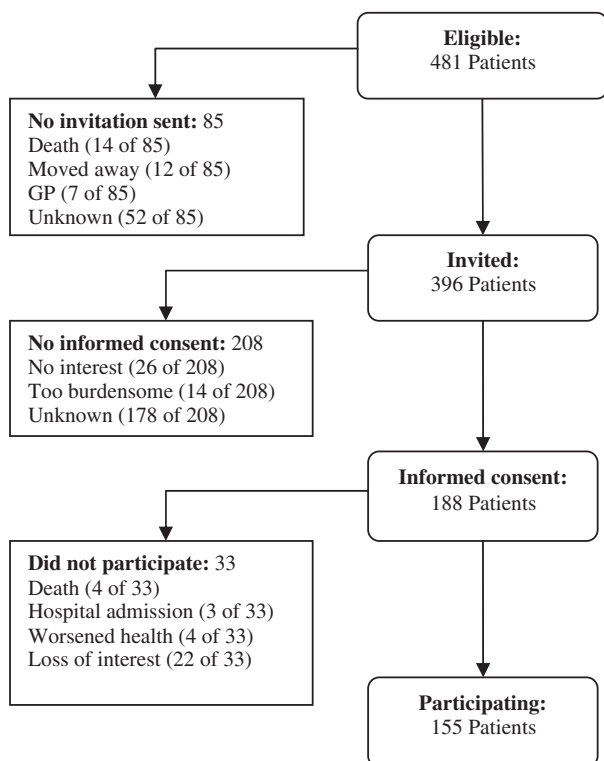 Eligible:
481 Patients
No invitation sent: 85
Death (14 of 85)
Moved away (12 of 85)
GP (7 of 85)
Unknown (52 of 85)
Invited:
396 Patients
No informed consent: 208
No interest (26 of 208)
Too burdensome (14 of 208)
Unknown (178 of 208)
Informed consent:
188 Patients
Did not participate: 33
Death (4 of 33)
Hospital admission (3 of 33)
Worsened health (4 of 33)
Loss of interest (22 of 33)
Participating:
155 Patients